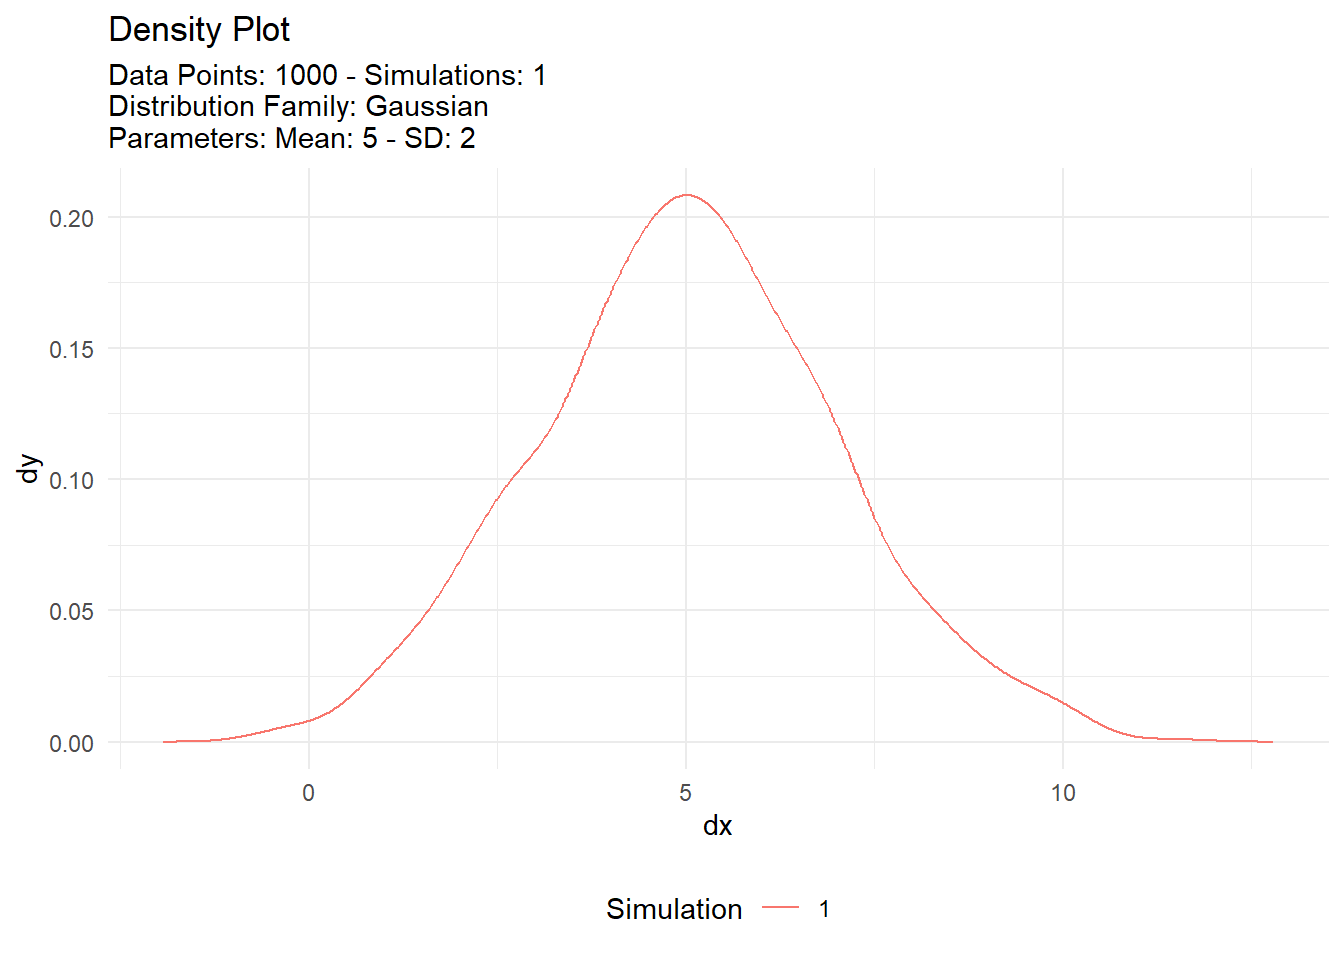 Density Plot
Data Points: 1000 - Simulations: 1
Distribution Family: Gaussian
Parameters: Mean: 5 - SD: 2
0.20
0.15
0.10
0.05
0.00
dy
0 5 10
dx
Simulation 1